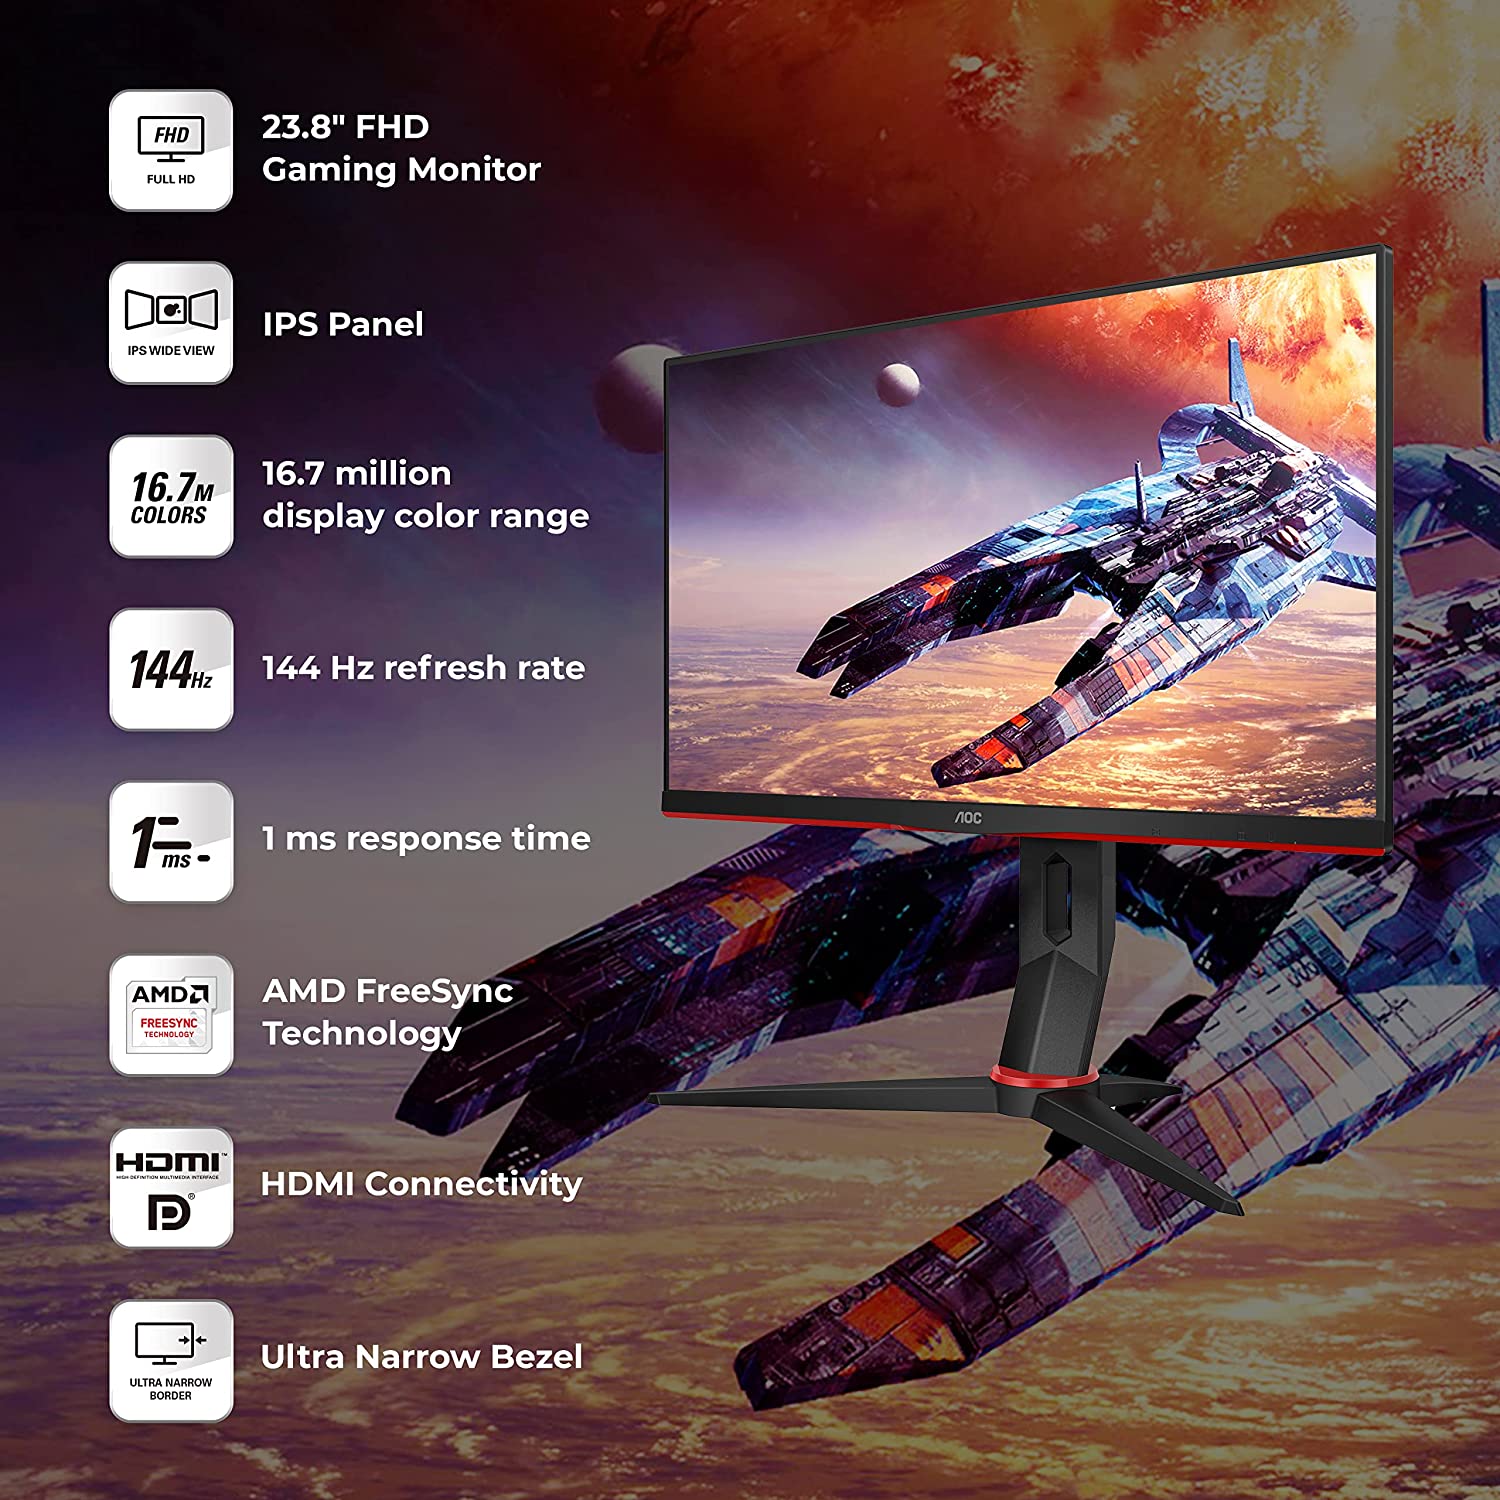 FHD
FULL HD
23.8" FHD
Gaming Monitor
IPS WIDE VIEW
IPS Panel
16.7M
COLORS
16.7 million
display color range
144Hz
144 Hz refresh rate
1ms
1 ms response time
AMD
FREESYNC
TECHNOLOGY
AMD FreeSync
Technology
HDMI™
HIGH-DEFINITION MULTIMEDIA INTERFACE
D®
HDMI Connectivity
ULTRA NARROW
BORDER
Ultra Narrow Bezel
AOC